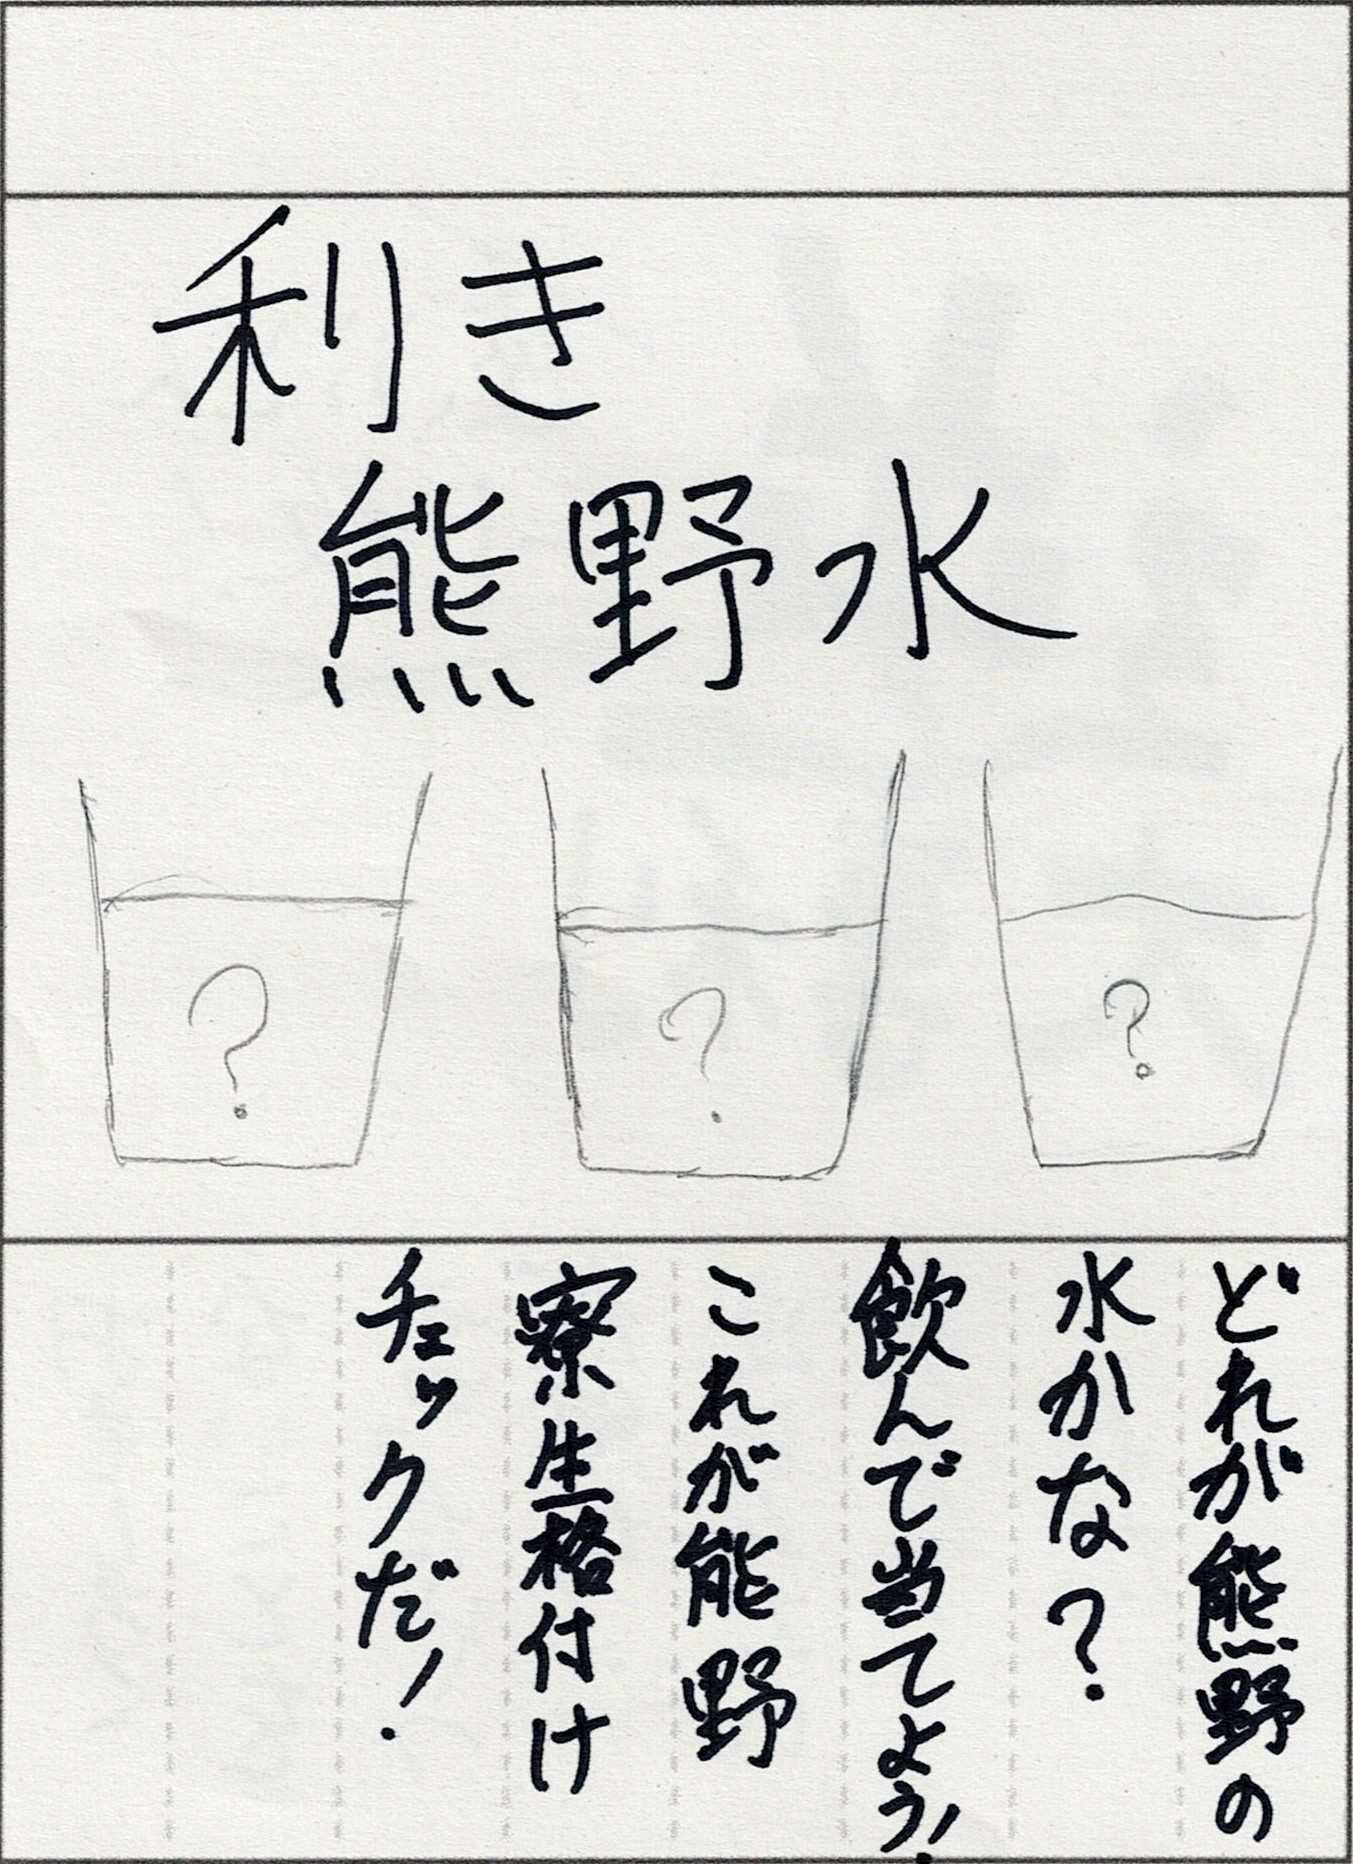 利き
熊野水
?
?
?
どれが熊野の
水かな?
飲んで当てよう!
これが能野
寮生格付け
チェックだ!